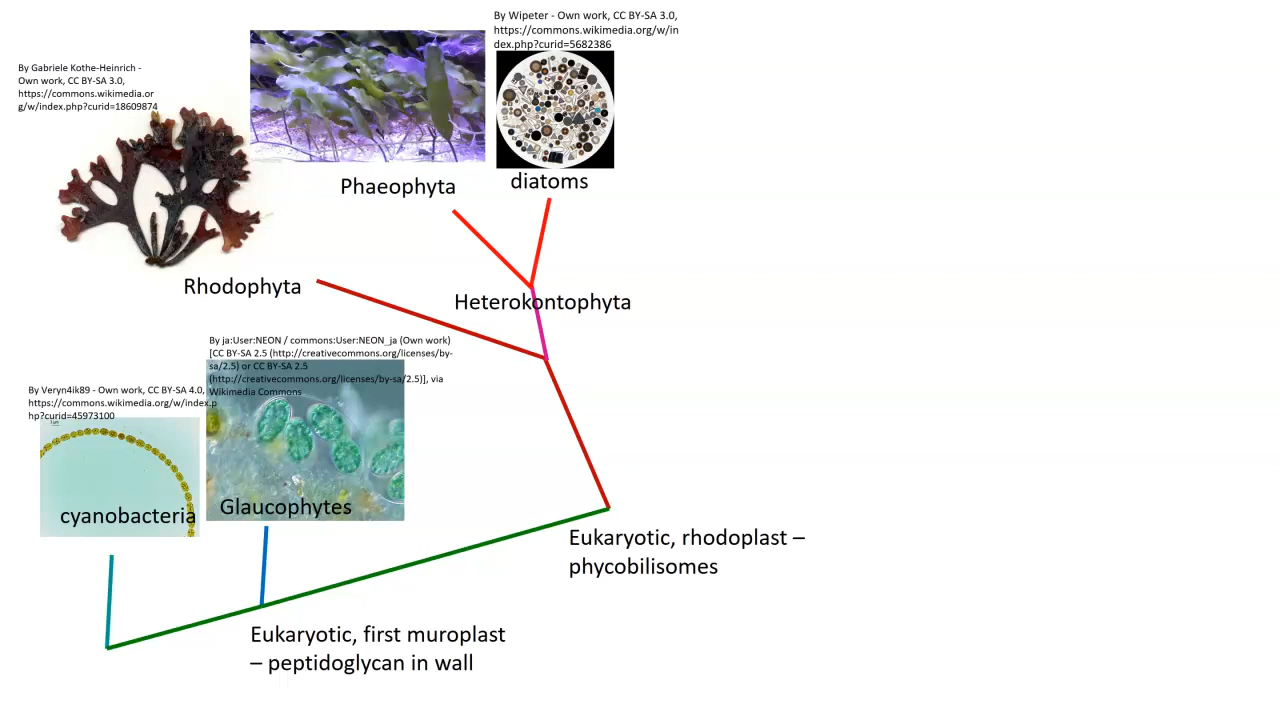 By Wipeter - Own work, CC BY-SA 3.0,
https://commons.wikimedia.org/w/in
dex.php?curid=5682386
By Gabriele Kothe-Heinrich -
Own work, CC BY-SA 3.0,
https://commons.wikimedia.or
g/w/index.php?curid=18609874
Phaeophyta
diatoms
Rhodophyta
Heterokontophyta
By ja:User:NEON / commons:User:NEON_ja (Own work)
[CC BY-SA 2.5 (http://creativecommons.org/licenses/by-
sa/2.5) or CC BY-SA 2.5
(http://creativecommons.org/licenses/by-sa/2.5)], via
Wikimedia Commons
By Veryn4ik89 - Own work, CC BY-SA 4.0,
https://commons.wikimedia.org/w/index.p
hp?curid=45973100
cyanobacteria
Glaucophytes
Eukaryotic, rhodoplast –
phycobilisomes
Eukaryotic, first muroplast
– peptidoglycan in wall